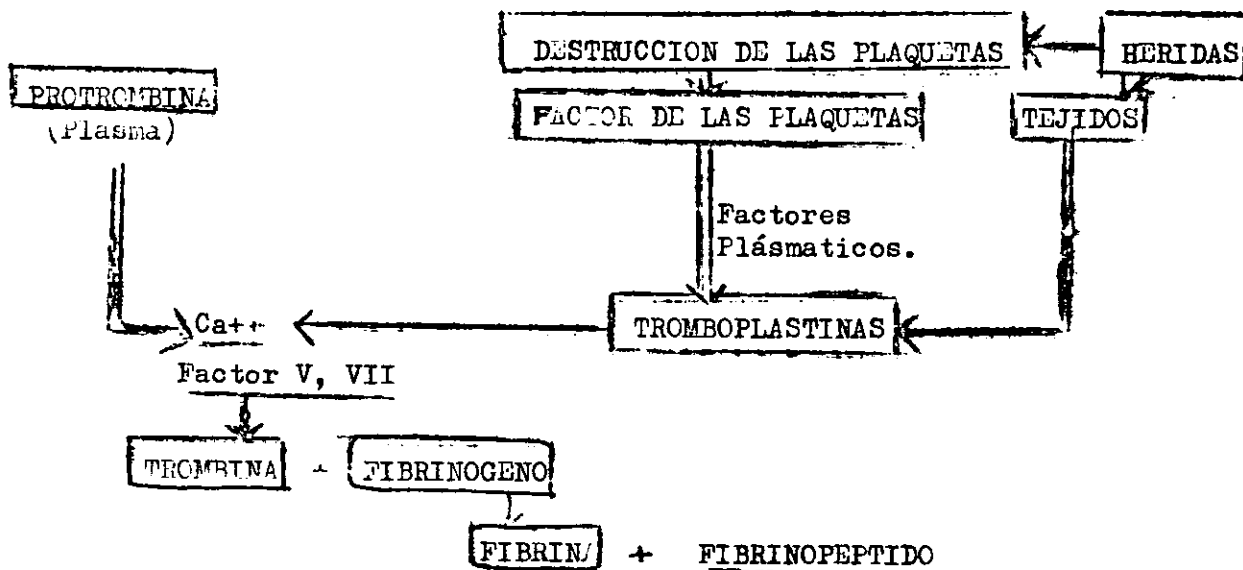 DESTRUCCION DE LAS PLAQUETAS
HERIDAS
PROTROMBINA
(Plasma)
FACTOR DE LAS PLAQUETAS
TEJIDOS
Factores
Plásmaticos.
Ca++
TROMBOPLASTINAS
Factor V, VII
TROMBINA + FIBRINOGENO
FIBRINA + FIBRINOPEPTIDO